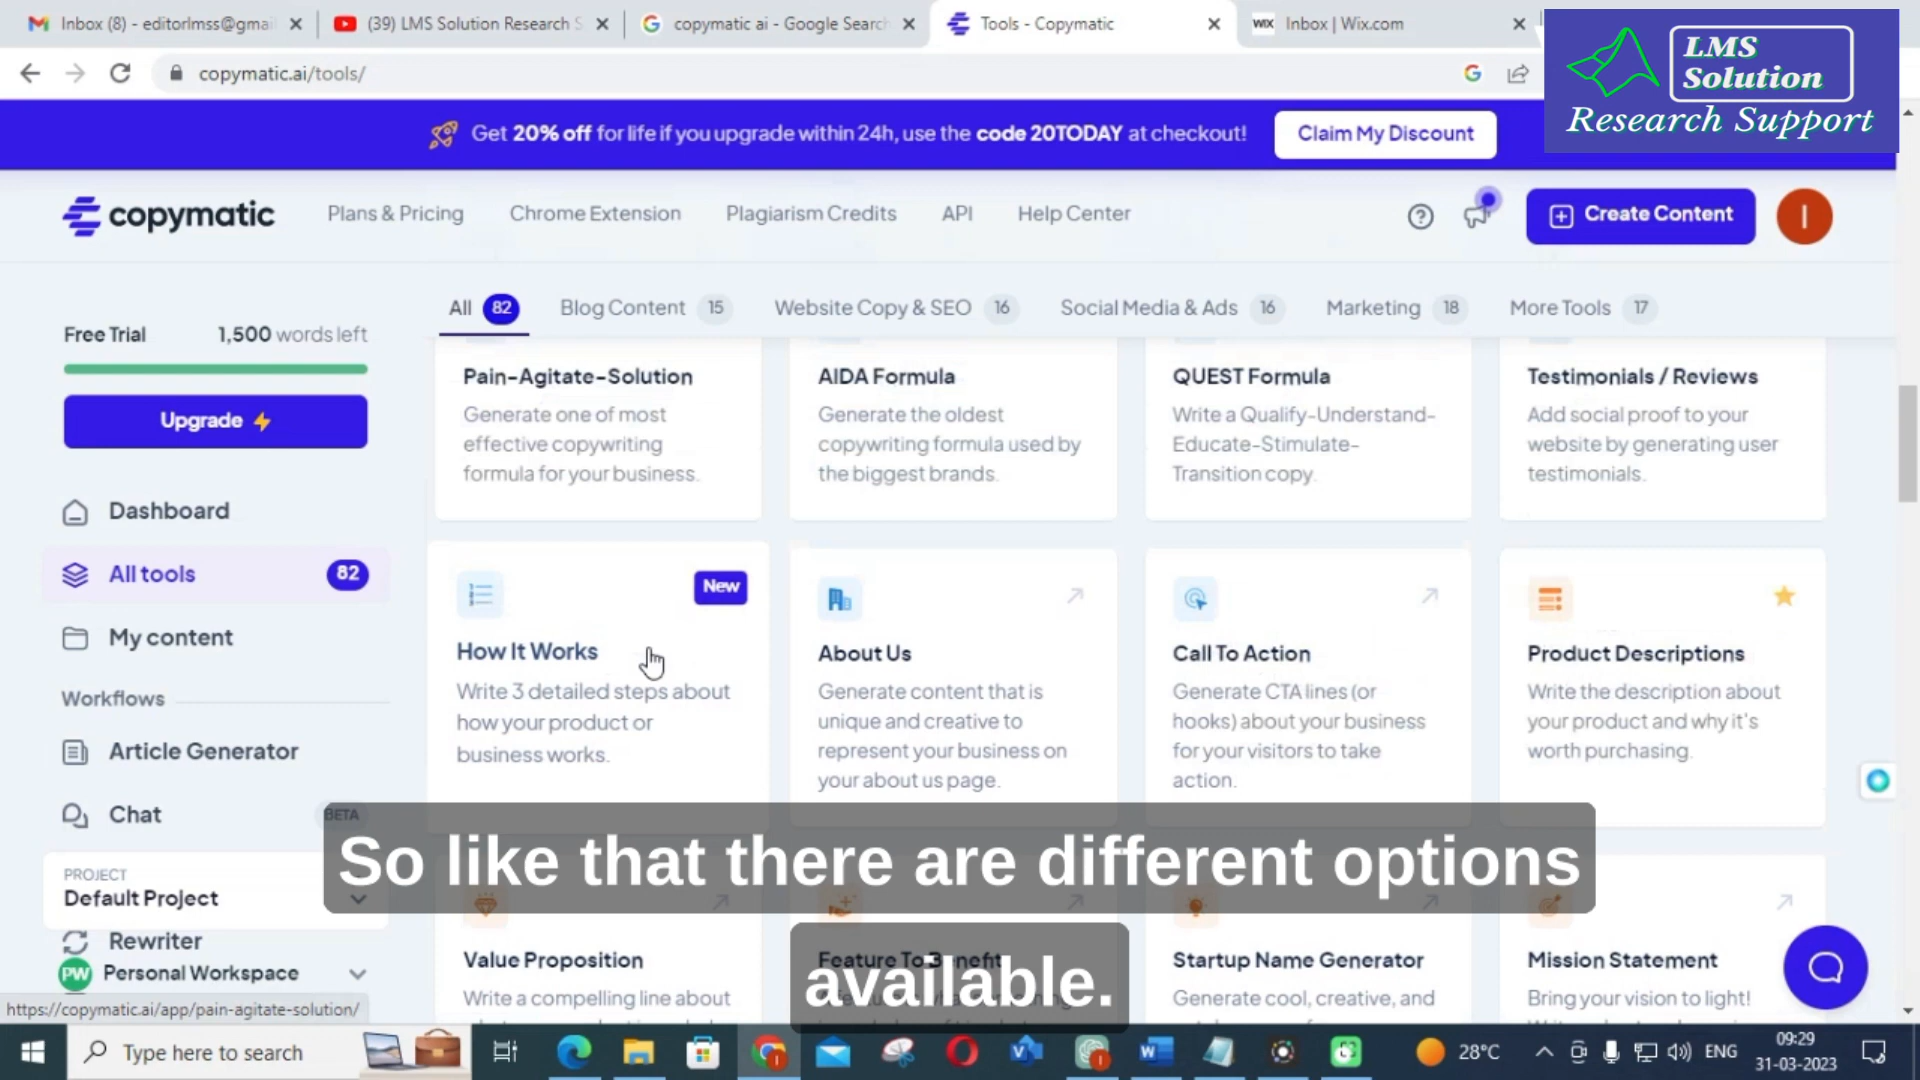 Inbox (8) - editorlmss@gmai
(39) LMS Solution Research S
copymatic ai - Google Search
Tools - Copymatic
Inbox | Wix.com
LMS
Solution
Research Support
copymatic.ai/tools/
Get 20% off for life if you upgrade within 24h, use the code 20TODAY at checkout!
Claim My Discount
copymatic
Plans & Pricing
Chrome Extension
Plagiarism Credits
API
Help Center
Create Content
I
All 82
Blog Content 15
Website Copy & SEO 16
Social Media & Ads 16
Marketing 18
More Tools 17
Free Trial
1,500 words left
Upgrade
Dashboard
All tools 82
My content
Workflows
Article Generator
Chat
BETA
PROJECT
Default Project
Rewriter
PW Personal Workspace
Pain-Agitate-Solution
Generate one of most
effective copywriting
formula for your business.
AIDA Formula
Generate the oldest
copywriting formula used by
the biggest brands.
QUEST Formula
Write a Qualify-Understand-
Educate-Stimulate-
Transition copy.
Testimonials / Reviews
Add social proof to your
website by generating user
testimonials.
New
How It Works
Write 3 detailed steps about
how your product or
business works.
About Us
Generate content that is
unique and creative to
represent your business on
your about us page.
Call To Action
Generate CTA lines (or
hooks) about your business
for your visitors to take
action.
Product Descriptions
Write the description about
your product and why it's
worth purchasing.
So like that there are different options
available.
Value Proposition
Write a compelling line about
Feature To Benefit
Startup Name Generator
Generate cool, creative, and
Mission Statement
Bring your vision to light!
https://copymatic.ai/app/pain-agitate-solution/
Type here to search
28°C
ENG
09:29
31-03-2023